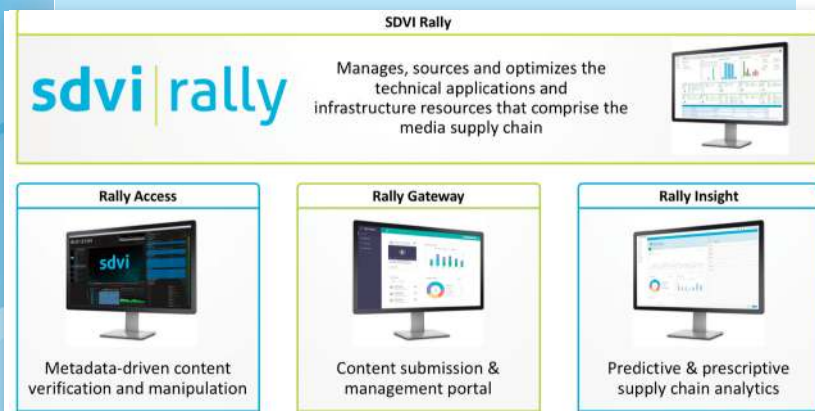 SDVI Rally
sdvi rally
Manages, sources and optimizes the
technical applications and
infrastructure resources that comprise the
media supply chain
Rally Access
Rally Gateway
Rally Insight
sdvi
Metadata-driven content
verification and manipulation
Content submission &
management portal
Predictive & prescriptive
supply chain analytics